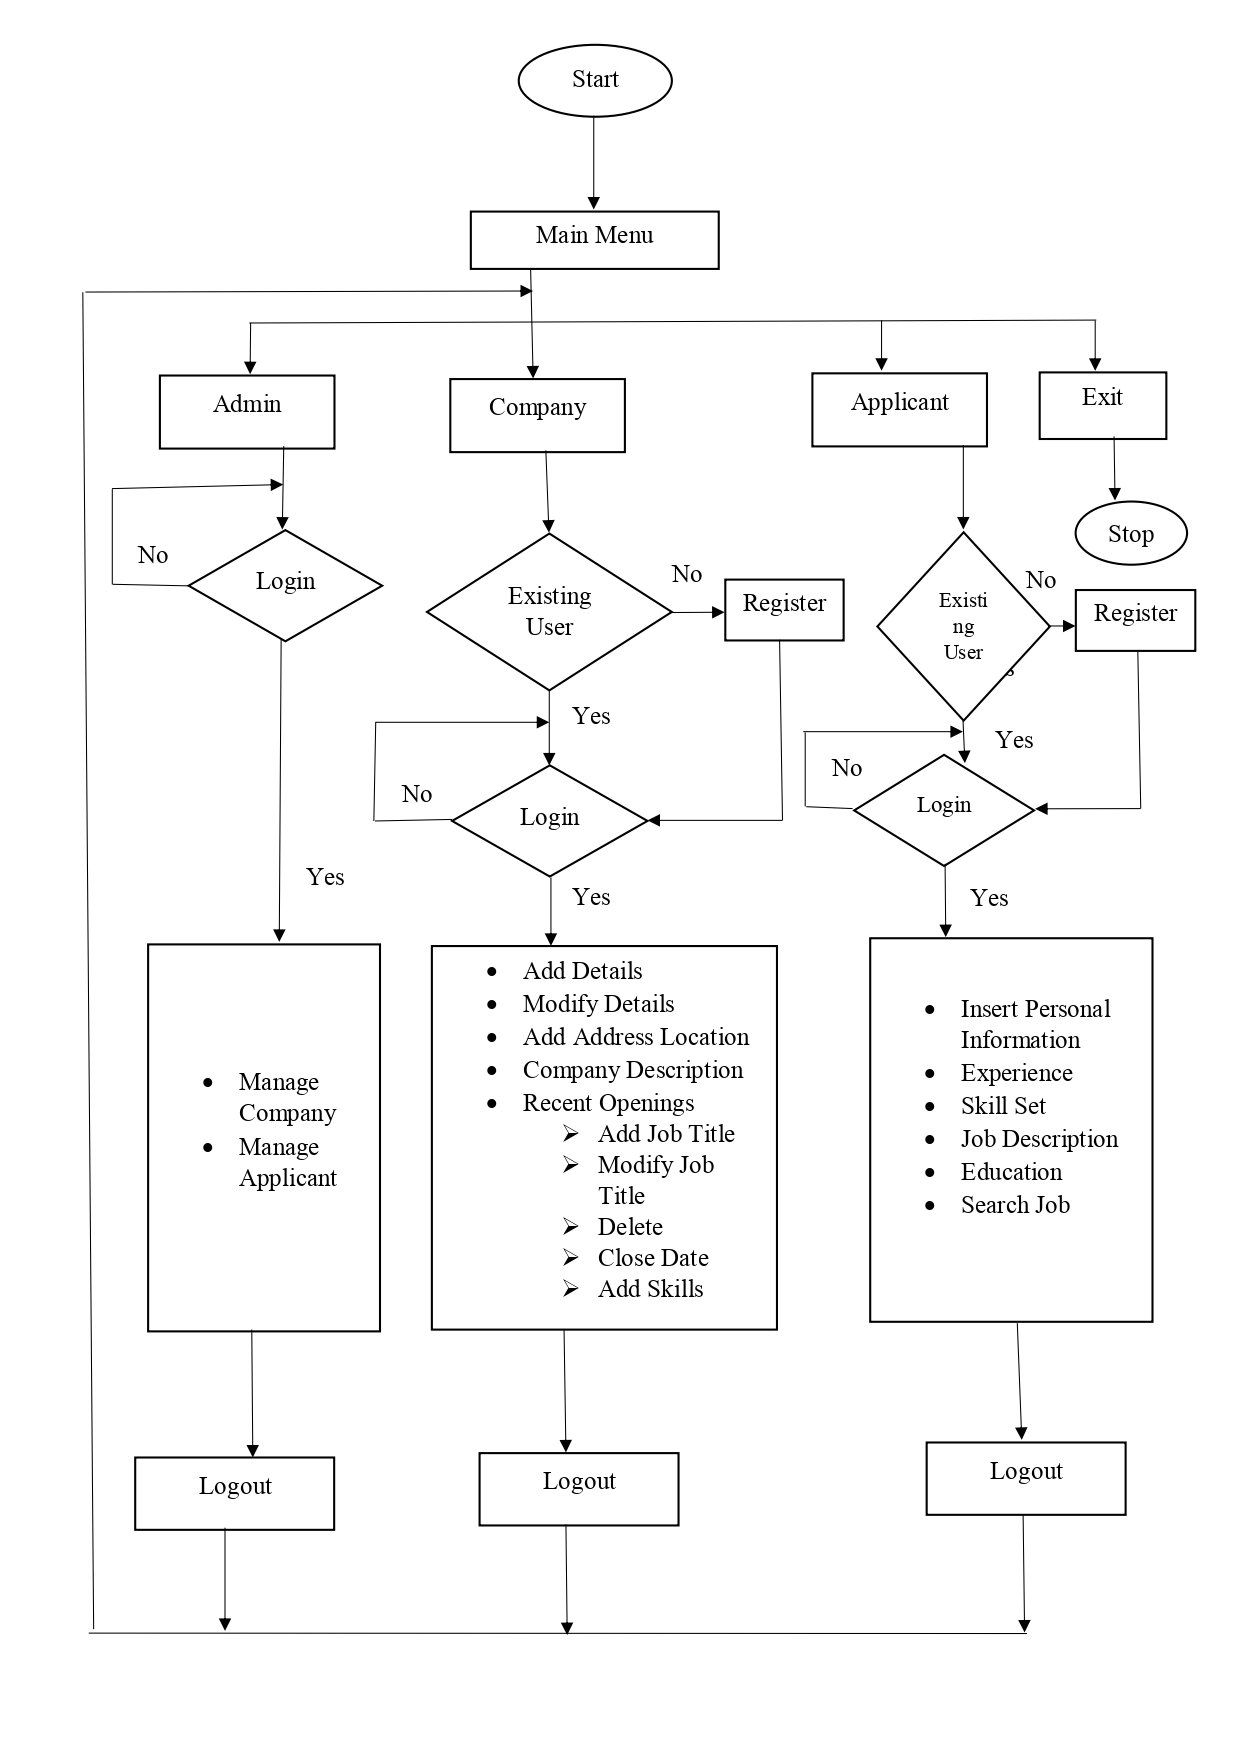 Start
Main Menu
Admin
Company
Applicant
Exit
Stop
No
Login
Existing
User
No
Register
Existi
ng
User
No
Register
Yes
Yes
No
Login
No
Login
Yes
Yes
Yes
Manage
Company
Manage
Applicant
Add Details
Modify Details
Add Address Location
Company Description
Recent Openings
Add Job Title
Modify Job
Title
Delete
Close Date
Add Skills
Insert Personal
Information
Experience
Skill Set
Job Description
Education
Search Job
Logout
Logout
Logout